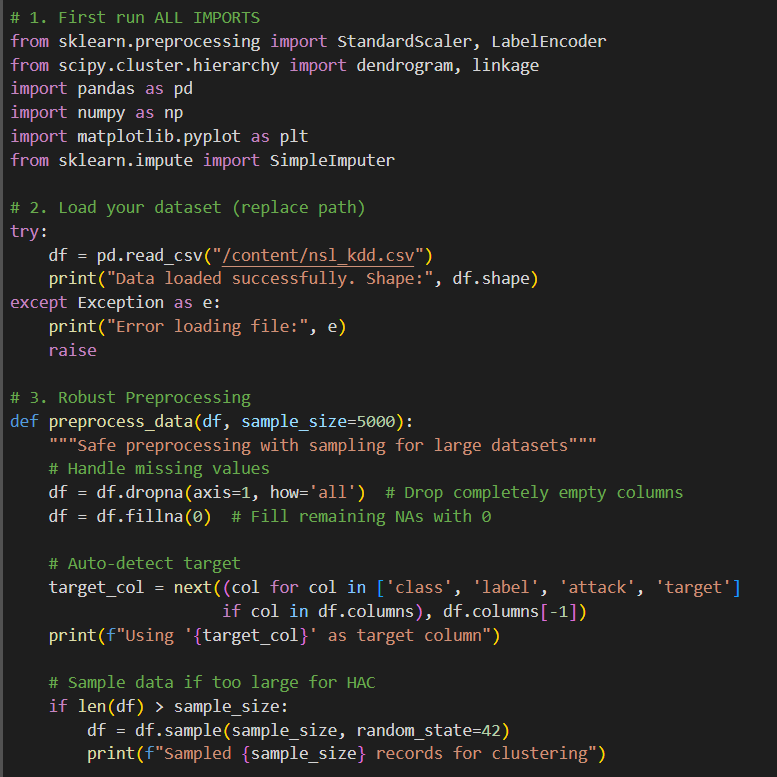 # 1. First run ALL IMPORTS
from sklearn.preprocessing import StandardScaler, LabelEncoder
from scipy.cluster.hierarchy import dendrogram, linkage
import pandas as pd
import numpy as np
import matplotlib.pyplot as plt
from sklearn.impute import SimpleImputer

# 2. Load your dataset (replace path)
try:
    df = pd.read_csv("/content/nsl_kdd.csv")
    print("Data loaded successfully. Shape:", df.shape)
except Exception as e:
    print("Error loading file:", e)
    raise

# 3. Robust Preprocessing
def preprocess_data(df, sample_size=5000):
    """Safe preprocessing with sampling for large datasets"""
    # Handle missing values
    df = df.dropna(axis=1, how='all')  # Drop completely empty columns
    df = df.fillna(0)  # Fill remaining NAs with 0

    # Auto-detect target
    target_col = next((col for col in ['class', 'label', 'attack', 'target']
                      if col in df.columns), df.columns[-1])
    print(f"Using '{target_col}' as target column")

    # Sample data if too large for HAC
    if len(df) > sample_size:
        df = df.sample(sample_size, random_state=42)
        print(f"Sampled {sample_size} records for clustering")